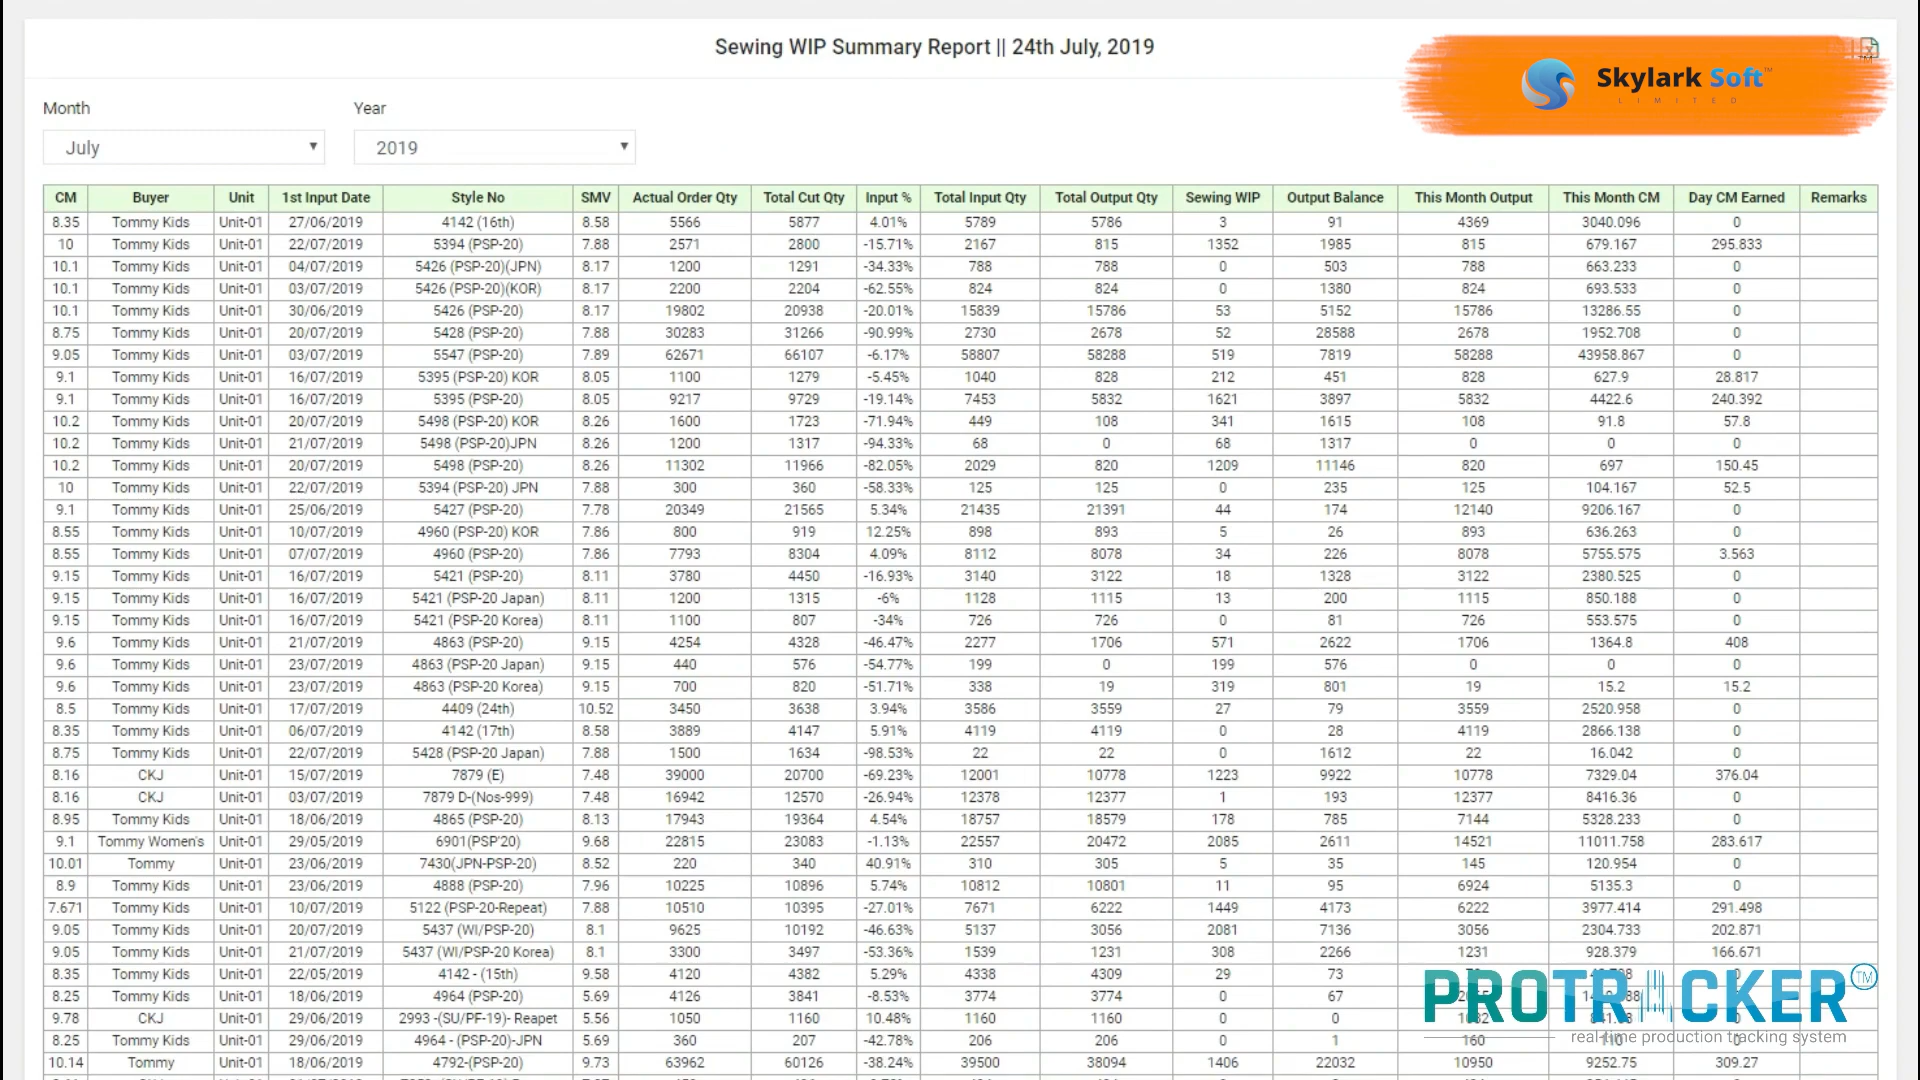 Sewing WIP Summary Report || 24th July, 2019
Skylark Soft™
LIMITED
Month Year
July 2019
CM Buyer Unit 1st Input Date Style No SMV Actual Order Qty Total Cut Qty Input % Total Input Qty Total Output Qty Sewing WIP Output Balance This Month Output This Month CM Day CM Earned Remarks
8.35 Tommy Kids Unit-01 27/06/2019 4142 (16th) 8.58 5566 5877 4.01% 5789 5786 3 91 4369 3040.096 0
10 Tommy Kids Unit-01 22/07/2019 5394 (PSP-20) 7.88 2571 2800 -15.71% 2167 815 1352 1985 815 679.167 295.833
10.1 Tommy Kids Unit-01 04/07/2019 5426 (PSP-20)(JPN) 8.17 1200 1291 -34.33% 788 788 0 503 788 663.233 0
10.1 Tommy Kids Unit-01 03/07/2019 5426 (PSP-20)(KOR) 8.17 2200 2204 -62.55% 824 824 0 1380 824 693.533 0
10.1 Tommy Kids Unit-01 30/06/2019 5426 (PSP-20) 8.17 19802 20938 -20.01% 15839 15786 53 5152 15786 13286.55 0
8.75 Tommy Kids Unit-01 20/07/2019 5428 (PSP-20) 7.88 30283 31266 -90.99% 2730 2678 52 28588 2678 1952.708 0
9.05 Tommy Kids Unit-01 03/07/2019 5547 (PSP-20) 7.89 62671 66107 -6.17% 58807 58288 519 7819 58288 43958.867 0
9.1 Tommy Kids Unit-01 16/07/2019 5395 (PSP-20) KOR 8.05 1100 1279 -5.45% 1040 828 212 451 828 627.9 28.817
9.1 Tommy Kids Unit-01 16/07/2019 5395 (PSP-20) 8.05 9217 9729 -19.14% 7453 5832 1621 3897 5832 4422.6 240.392
10.2 Tommy Kids Unit-01 20/07/2019 5498 (PSP-20) KOR 8.26 1600 1723 -71.94% 449 108 341 1615 108 91.8 57.8
10.2 Tommy Kids Unit-01 21/07/2019 5498 (PSP-20)JPN 8.26 1200 1317 -94.33% 68 0 68 1317 0 0 0
10.2 Tommy Kids Unit-01 20/07/2019 5498 (PSP-20) 8.26 11302 11966 -82.05% 2029 820 1209 11146 820 697 150.45
10 Tommy Kids Unit-01 22/07/2019 5394 (PSP-20) JPN 7.88 300 360 -58.33% 125 125 0 235 125 104.167 52.5
9.1 Tommy Kids Unit-01 25/06/2019 5427 (PSP-20) 7.78 20349 21565 5.34% 21435 21391 44 174 12140 9206.167 0
8.55 Tommy Kids Unit-01 10/07/2019 4960 (PSP-20) KOR 7.86 800 919 12.25% 898 893 5 26 893 636.263 0
8.55 Tommy Kids Unit-01 07/07/2019 4960 (PSP-20) 7.86 7793 8304 4.09% 8112 8078 34 226 8078 5755.575 3.563
9.15 Tommy Kids Unit-01 16/07/2019 5421 (PSP-20) 8.11 3780 4450 -16.93% 3140 3122 18 1328 3122 2380.525 0
9.15 Tommy Kids Unit-01 16/07/2019 5421 (PSP-20 Japan) 8.11 1200 1315 -6% 1128 1115 13 200 1115 850.188 0
9.15 Tommy Kids Unit-01 16/07/2019 5421 (PSP-20 Korea) 8.11 1100 807 -34% 726 726 0 81 726 553.575 0
9.6 Tommy Kids Unit-01 21/07/2019 4863 (PSP-20) 9.15 4254 4328 -46.47% 2277 1706 571 2622 1706 1364.8 408
9.6 Tommy Kids Unit-01 23/07/2019 4863 (PSP-20 Japan) 9.15 440 576 -54.77% 199 0 199 576 0 0 0
9.6 Tommy Kids Unit-01 23/07/2019 4863 (PSP-20 Korea) 9.15 700 820 -51.71% 338 19 319 801 19 15.2 15.2
8.5 Tommy Kids Unit-01 17/07/2019 4409 (24th) 10.52 3450 3638 3.94% 3586 3559 27 79 3559 2520.958 0
8.35 Tommy Kids Unit-01 06/07/2019 4142 (17th) 8.58 3889 4147 5.91% 4119 4119 0 28 4119 2866.138 0
8.75 Tommy Kids Unit-01 22/07/2019 5428 (PSP-20 Japan) 7.88 1500 1634 -98.53% 22 22 0 1612 22 16.042 0
8.16 CKJ Unit-01 15/07/2019 7879 (E) 7.48 39000 20700 -69.23% 12001 10778 1223 9922 10778 7329.04 376.04
8.16 CKJ Unit-01 03/07/2019 7879 D-(Nos-999) 7.48 16942 12570 -26.94% 12378 12377 1 193 12377 8416.36 0
8.95 Tommy Kids Unit-01 18/06/2019 4865 (PSP-20) 8.13 17943 19364 4.54% 18757 18579 178 785 7144 5328.233 0
9.1 Tommy Women's Unit-01 29/05/2019 6901(PSP'20) 9.68 22815 23083 -1.13% 22557 20472 2085 2611 14521 11011.758 283.617
10.01 Tommy Unit-01 23/06/2019 7430(JPN-PSP-20) 8.52 220 340 40.91% 310 305 5 35 145 120.954 0
8.9 Tommy Kids Unit-01 23/06/2019 4888 (PSP-20) 7.96 10225 10896 5.74% 10812 10801 11 95 6924 5135.3 0
7.671 Tommy Kids Unit-01 10/07/2019 5122 (PSP-20-Repeat) 7.88 10510 10395 -27.01% 7671 6222 1449 4173 6222 3977.414 291.498
9.05 Tommy Kids Unit-01 20/07/2019 5437 (WI/PSP-20) 8.1 9625 10192 -46.63% 5137 3056 2081 7136 3056 2304.733 202.871
9.05 Tommy Kids Unit-01 21/07/2019 5437 (WI/PSP-20 Korea) 8.1 3300 3497 -53.36% 1539 1231 308 2266 1231 928.379 166.671
8.35 Tommy Kids Unit-01 22/05/2019 4142 - (15th) 9.58 4120 4382 5.29% 4338 4309 29 73
8.25 Tommy Kids Unit-01 18/06/2019 4964 (PSP-20) 5.69 4126 3841 -8.53% 3774 3774 0 67
PROTRACKER TM
9.78 CKJ Unit-01 29/06/2019 2993 -(SU/PF-19)- Reapet 5.56 1050 1160 10.48% 1160 1160 0 0
8.25 Tommy Kids Unit-01 29/06/2019 4964 - (PSP-20)-JPN 5.69 360 207 -42.78% 206 206 0 1 160
real-time production tracking system
10.14 Tommy Unit-01 18/06/2019 4792-(PSP-20) 9.73 63962 60126 -38.24% 39500 38094 1406 22032 10950 9252.75 309.27